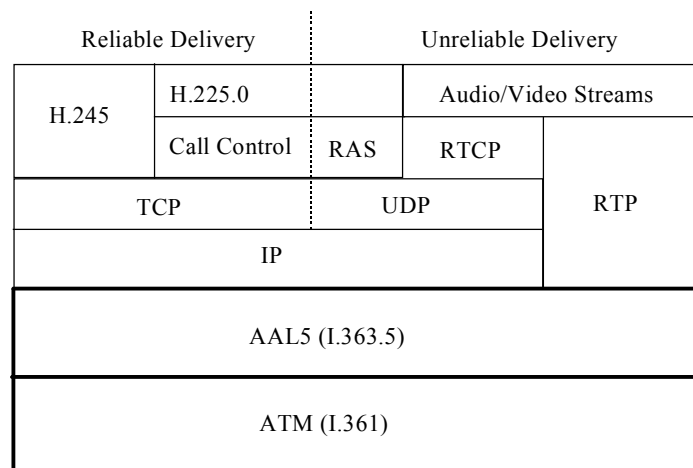 Reliable Delivery
Unreliable Delivery
H.245
H.225.0
Audio/Video Streams
Call Control
RAS
RTCP
RTP
TCP
UDP
IP
AAL5 (I.363.5)
ATM (I.361)